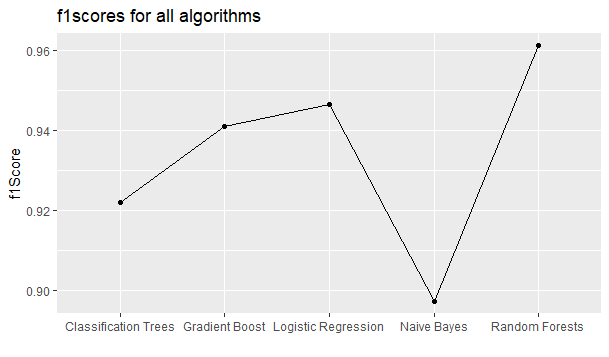 f1scores for all algorithms
f1Score
0.96
0.94
0.92
0.90
Classification Trees Gradient Boost Logistic Regression Naive Bayes Random Forests